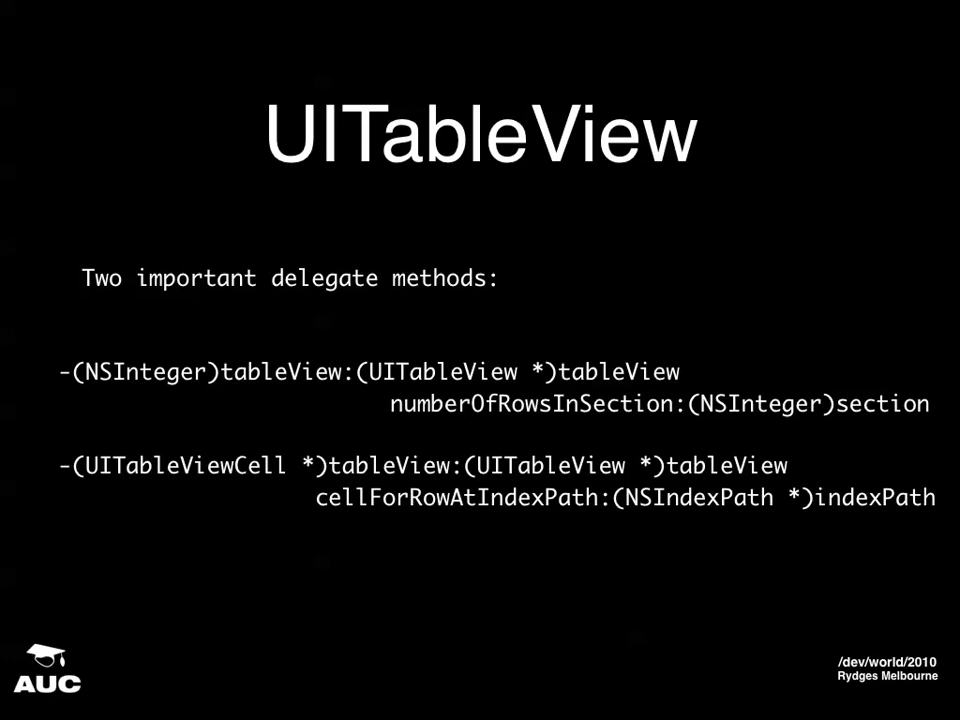 UITableView
Two important delegate methods:
-(NSInteger)tableView:(UITableView *)tableView
numberOfRowsInSection:(NSInteger)section
-(UITableViewCell *)tableView:(UITableView *)tableView
cellForRowAtIndexPath:(NSIndexPath *)indexPath
AUC
/dev/world/2010
Rydges Melbourne